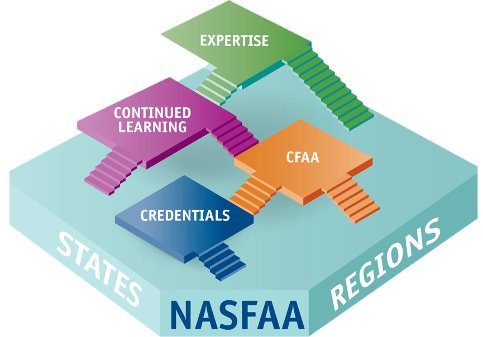 EXPERTISE
CONTINUED
LEARNING
CFAA
CREDENTIALS
STATES
NASFAA
REGIONS